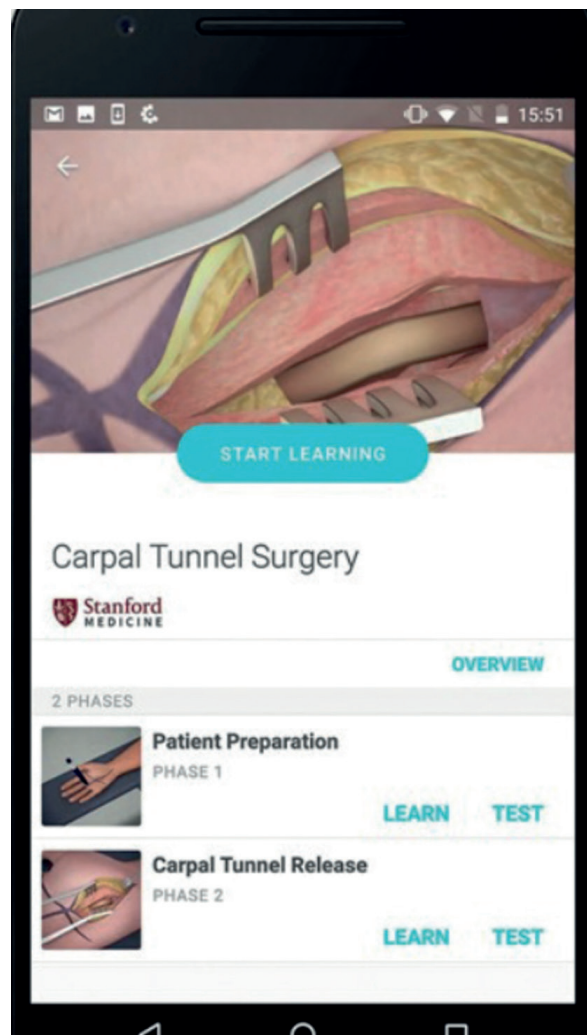 15:51
START LEARNING
Carpal Tunnel Surgery
Stanford
MEDICINE
OVERVIEW
2 PHASES
Patient Preparation
PHASE 1
LEARN TEST
Carpal Tunnel Release
PHASE 2
LEARN TEST